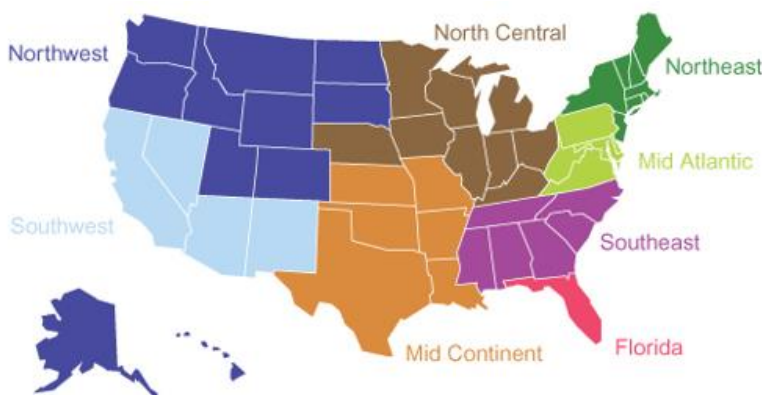 North Central
Northwest
Northeast
Mid Atlantic
Southwest
Southeast
Mid Continent
Florida